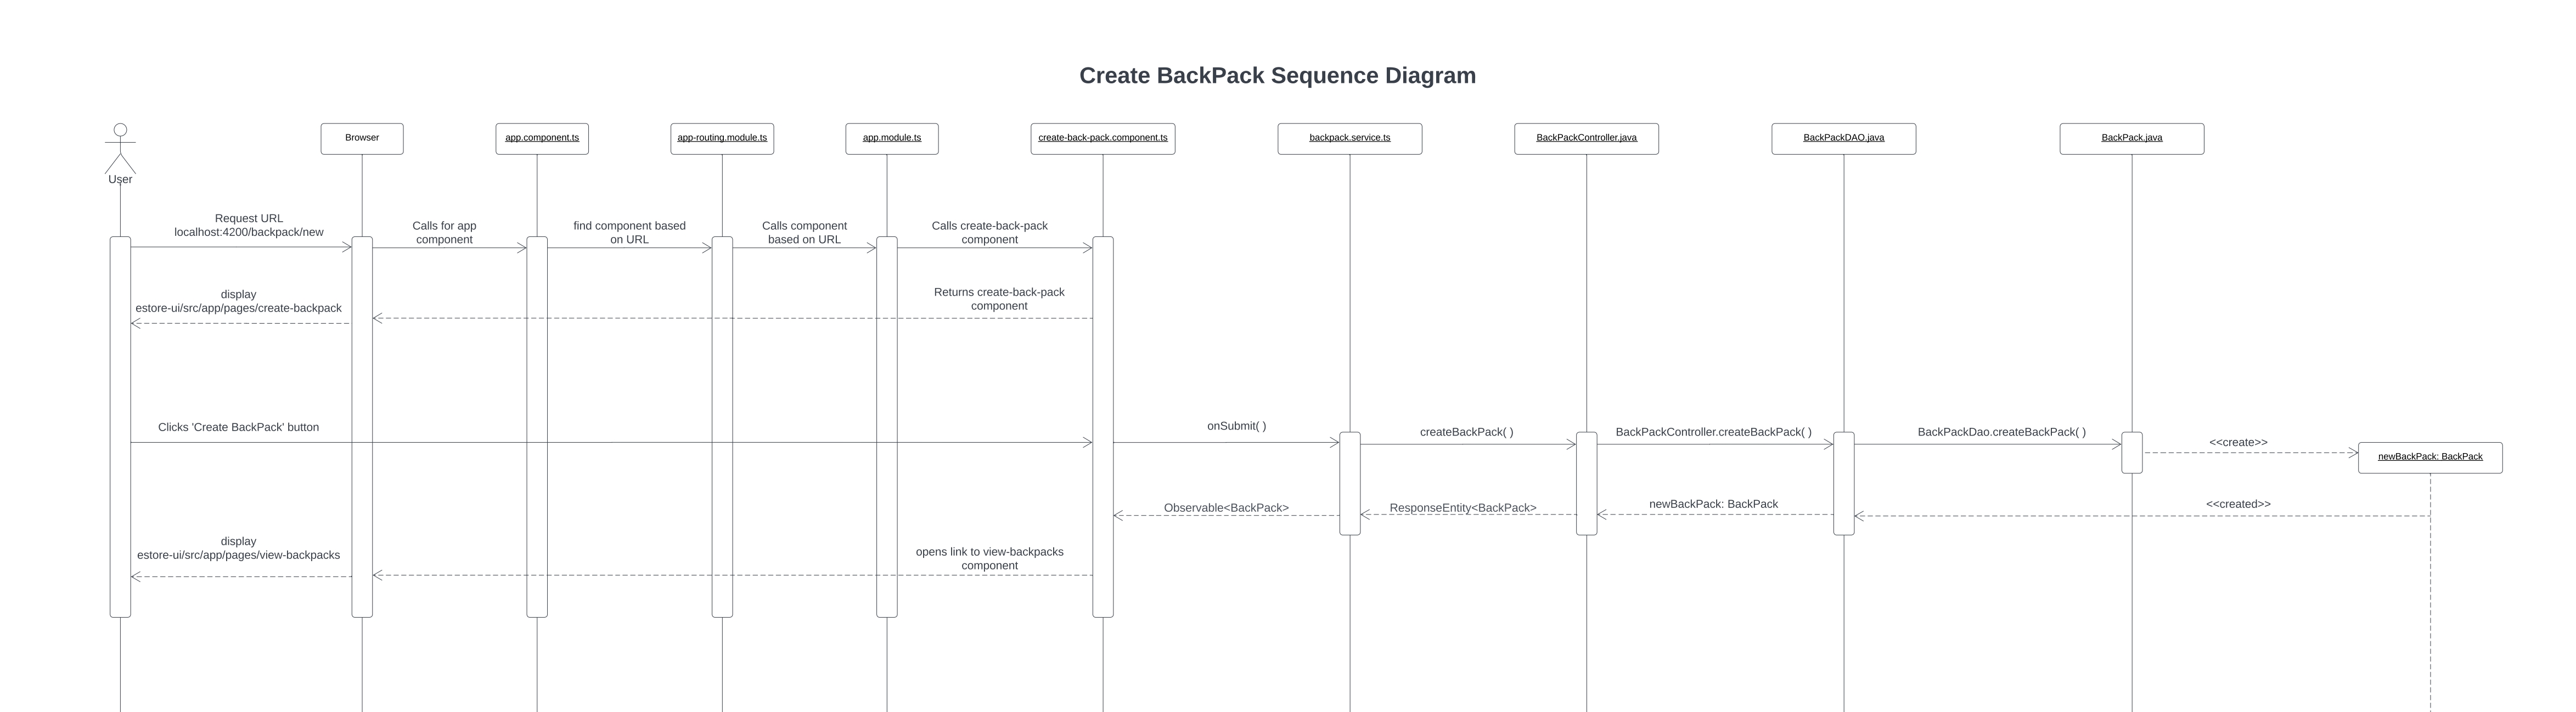 Create BackPack Sequence Diagram
User
Browser
app.component.ts
app-routing.module.ts
app.module.ts
create-back-pack.component.ts
backpack.service.ts
BackPackController.java
BackPackDAO.java
BackPack.java
Request URL
localhost:4200/backpack/new
Calls for app
component
find component based
on URL
Calls component
based on URL
Calls create-back-pack
component
display
estore-ui/src/app/pages/create-backpack
Returns create-back-pack
component
Clicks 'Create BackPack' button
onSubmit( )
createBackPack( )
BackPackController.createBackPack( )
BackPackDao.createBackPack( )
<<create>>
newBackPack: BackPack
Observable<BackPack>
ResponseEntity<BackPack>
newBackPack: BackPack
<<created>>
display
estore-ui/src/app/pages/view-backpacks
opens link to view-backpacks
component